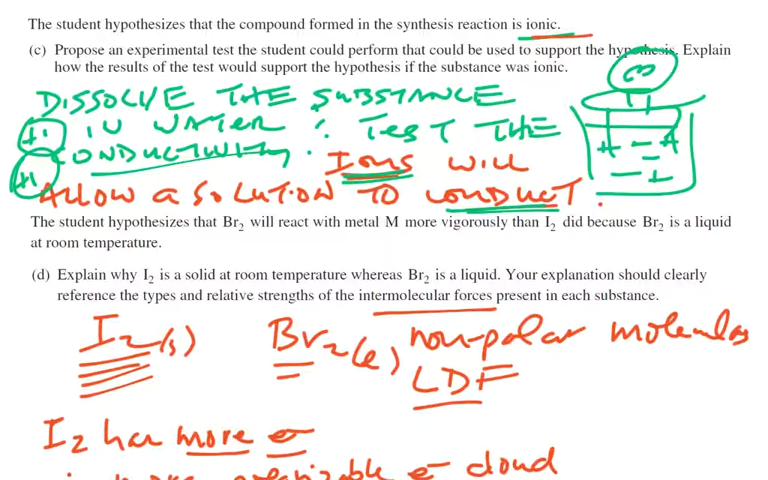 The student hypothesizes that the compound formed in the synthesis reaction is ionic.
(c) Propose an experimental test the student could perform that could be used to support the hypothesis. Explain
how the results of the test would support the hypothesis if the substance was ionic.
DISSOLVE THE SUBSTANCE
+1 IN WATER & TEST THE
CONDUCTIVITY. IONS WILL
+1 ALLOW A SOLUTION TO CONDUCT.
The student hypothesizes that Br₂ will react with metal M more vigorously than I₂ did because Br₂ is a liquid
at room temperature.
(d) Explain why I₂ is a solid at room temperature whereas Br₂ is a liquid. Your explanation should clearly
reference the types and relative strengths of the intermolecular forces present in each substance.
I₂(s) Br₂(l) non-polar molecules
LDF
I₂ has more e⁻
∴ more polarizable e⁻ cloud